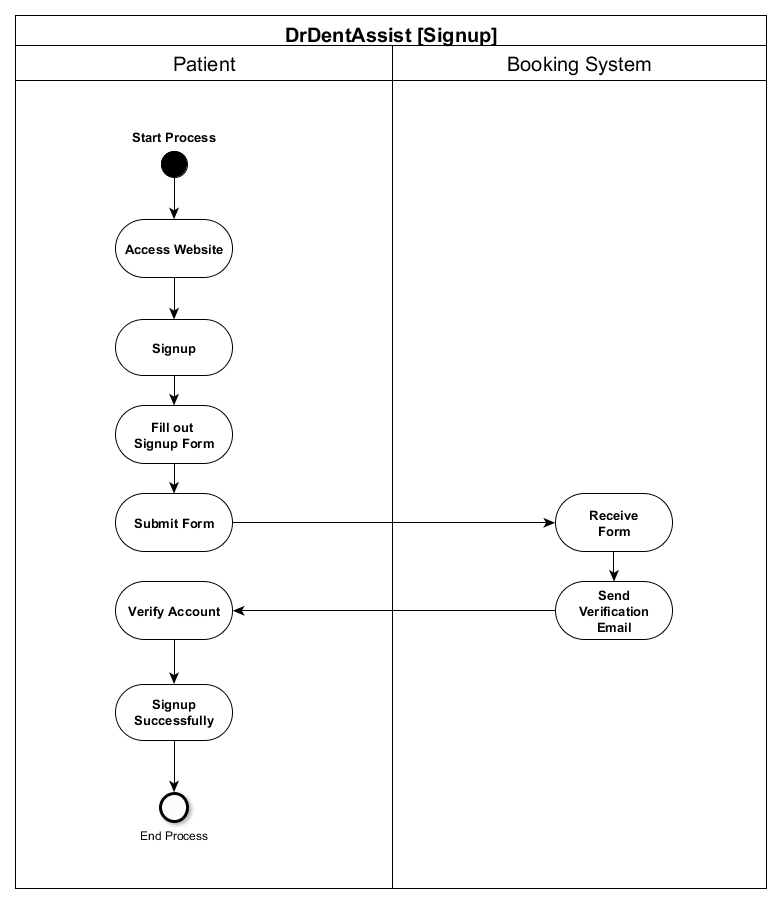 DrDentAssist [Signup]
Patient
Booking System
Start Process
Access Website
Signup
Fill out
Signup Form
Submit Form
Receive
Form
Verify Account
Send
Verification
Email
Signup
Successfully
End Process